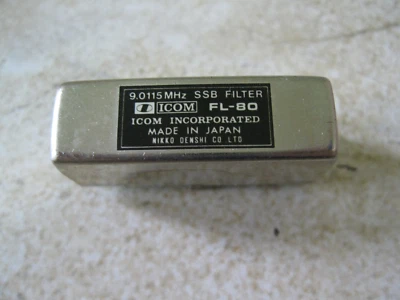 9.0115MHz SSB FILTER
ICOM FL-80
ICOM INCORPORATED
MADE IN JAPAN
NIKKO DENSHI CO LTD